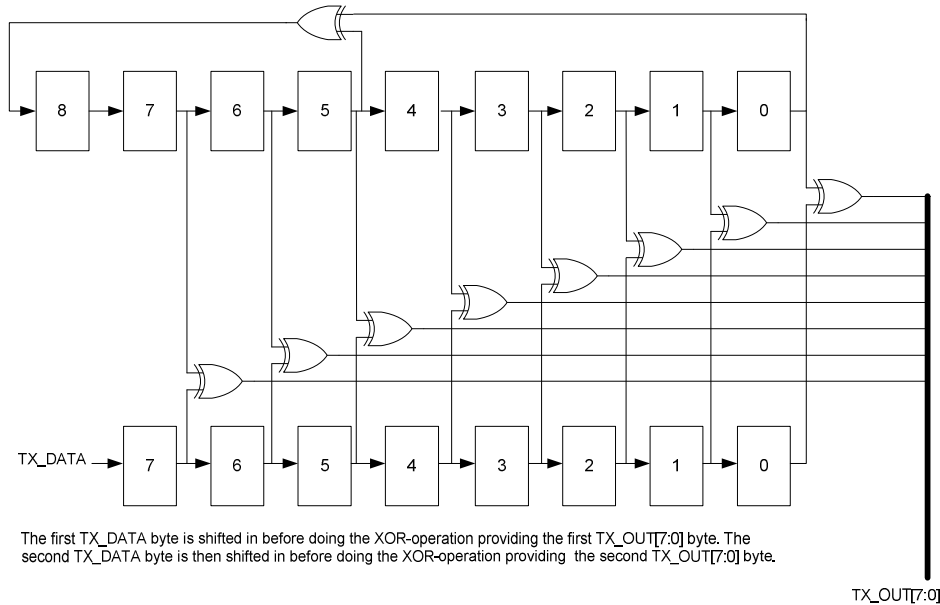 8 7 6 5 4 3 2 1 0
TX_DATA 7 6 5 4 3 2 1 0
The first TX_DATA byte is shifted in before doing the XOR-operation providing the first TX_OUT[7:0] byte. The
second TX_DATA byte is then shifted in before doing the XOR-operation providing the second TX_OUT[7:0] byte.
TX_OUT[7:0]